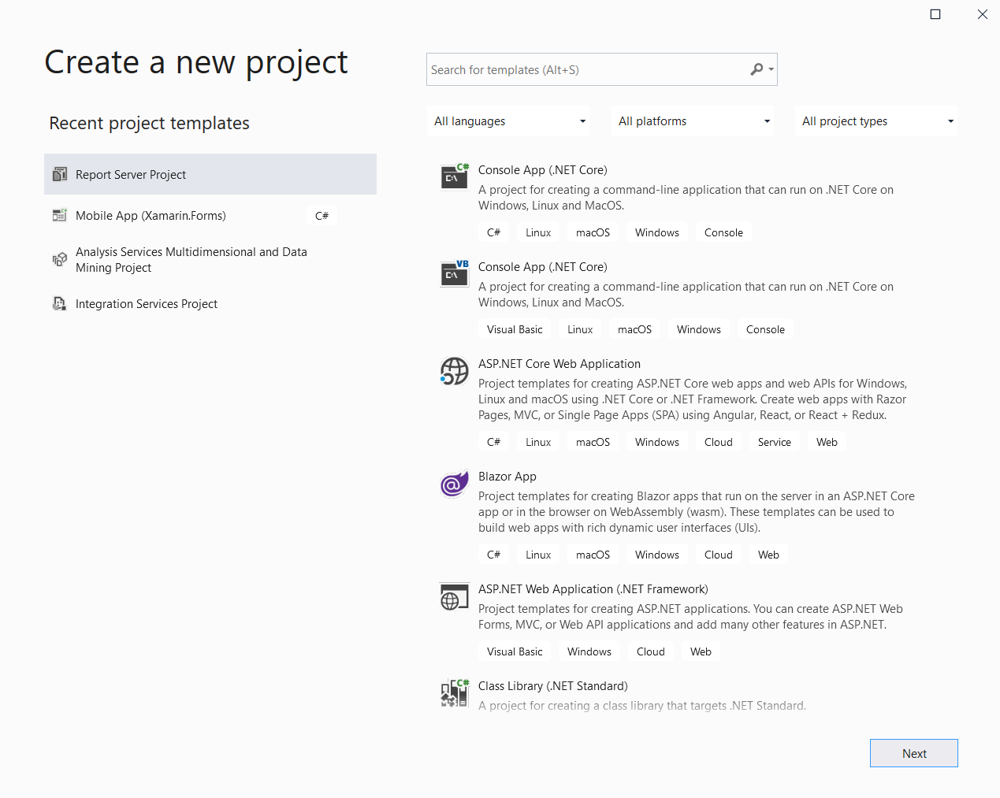 Create a new project
Search for templates (Alt+S)
Recent project templates
All languages
All platforms
All project types
Report Server Project
Mobile App (Xamarin.Forms)
C#
Analysis Services Multidimensional and Data
Mining Project
Integration Services Project
C#
C:\
Console App (.NET Core)
A project for creating a command-line application that can run on .NET Core on
Windows, Linux and MacOS.
C# Linux macOS Windows Console
VB
C:\
Console App (.NET Core)
A project for creating a command-line application that can run on .NET Core on
Windows, Linux and MacOS.
Visual Basic Linux macOS Windows Console
ASP.NET Core Web Application
Project templates for creating ASP.NET Core web apps and web APIs for Windows,
Linux and macOS using .NET Core or .NET Framework. Create web apps with Razor
Pages, MVC, or Single Page Apps (SPA) using Angular, React, or React + Redux.
C# Linux macOS Windows Cloud Service Web
@
Blazor App
Project templates for creating Blazor apps that run on the server in an ASP.NET Core
app or in the browser on WebAssembly (wasm). These templates can be used to
build web apps with rich dynamic user interfaces (UIs).
C# Linux macOS Windows Cloud Web
ASP.NET Web Application (.NET Framework)
Project templates for creating ASP.NET applications. You can create ASP.NET Web
Forms, MVC, or Web API applications and add many other features in ASP.NET.
Visual Basic Windows Cloud Web
C#
Class Library (.NET Standard)
A project for creating a class library that targets .NET Standard.
Next